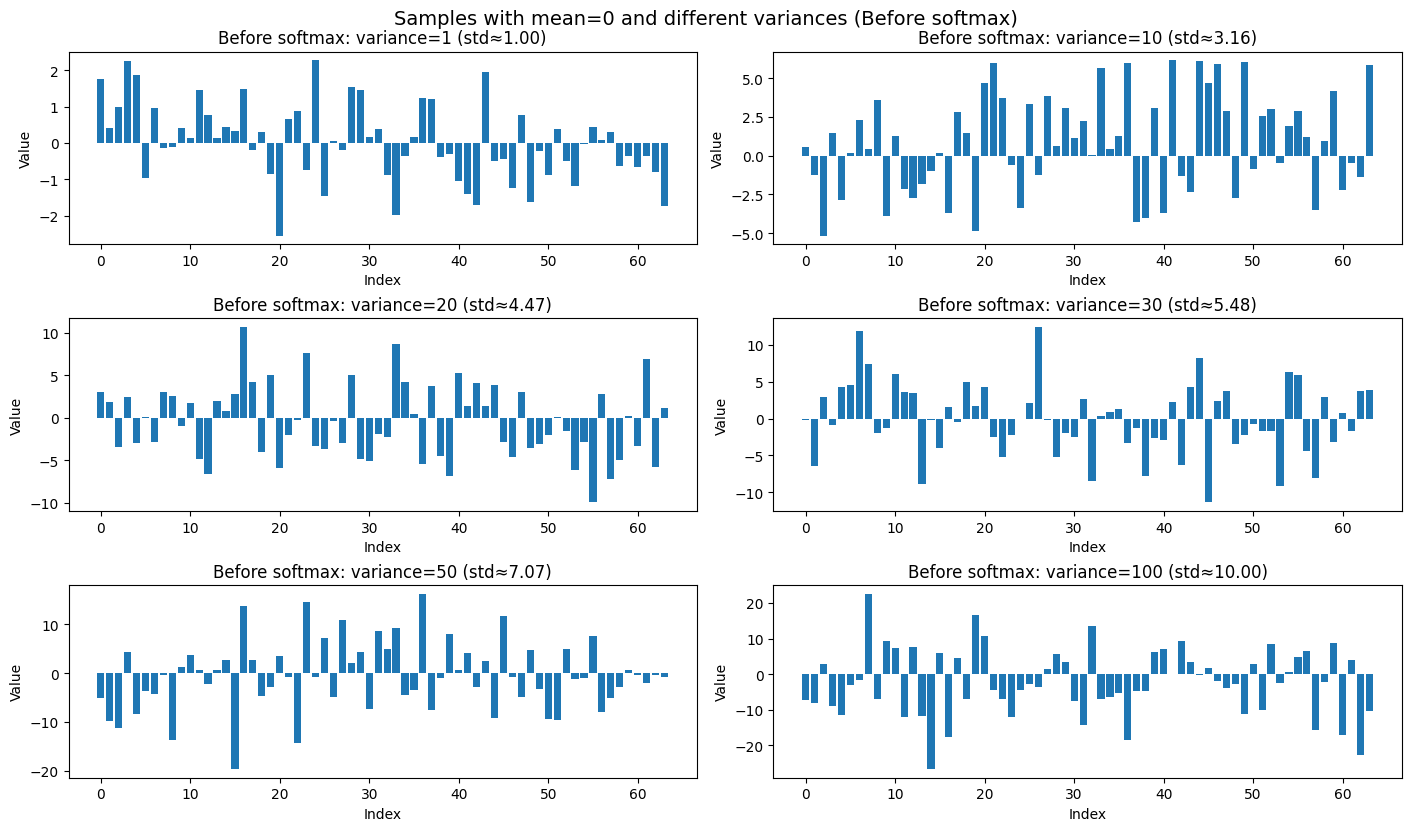 Samples with mean=0 and different variances (Before softmax)
Before softmax: variance=1 (std≈1.00)
2
1
0
−1
−2
Value
0 10 20 30 40 50 60
Index
Before softmax: variance=10 (std≈3.16)
5.0
2.5
0.0
−2.5
−5.0
Value
0 10 20 30 40 50 60
Index
Before softmax: variance=20 (std≈4.47)
10
5
0
−5
−10
Value
0 10 20 30 40 50 60
Index
Before softmax: variance=30 (std≈5.48)
10
5
0
−5
−10
Value
0 10 20 30 40 50 60
Index
Before softmax: variance=50 (std≈7.07)
10
0
−10
−20
Value
0 10 20 30 40 50 60
Index
Before softmax: variance=100 (std≈10.00)
20
10
0
−10
−20
Value
0 10 20 30 40 50 60
Index